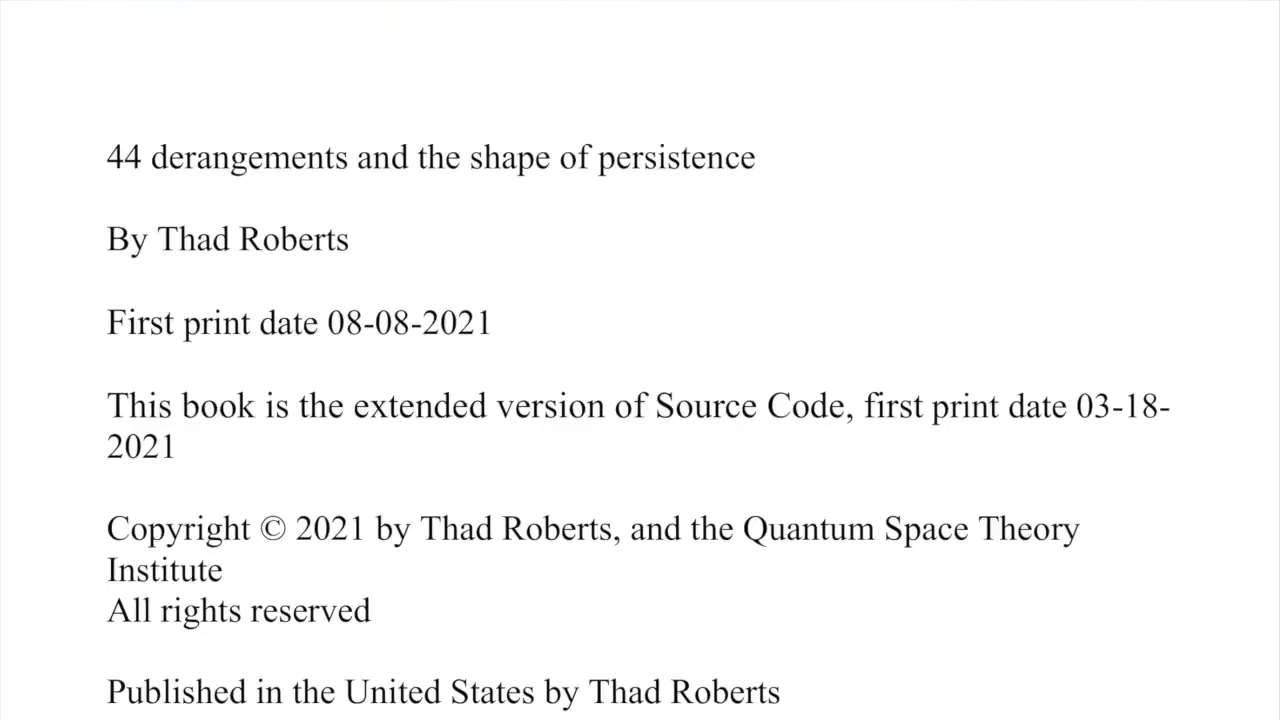 44 derangements and the shape of persistence
By Thad Roberts
First print date 08-08-2021
This book is the extended version of Source Code, first print date 03-18-
2021
Copyright © 2021 by Thad Roberts, and the Quantum Space Theory
Institute
All rights reserved
Published in the United States by Thad Roberts